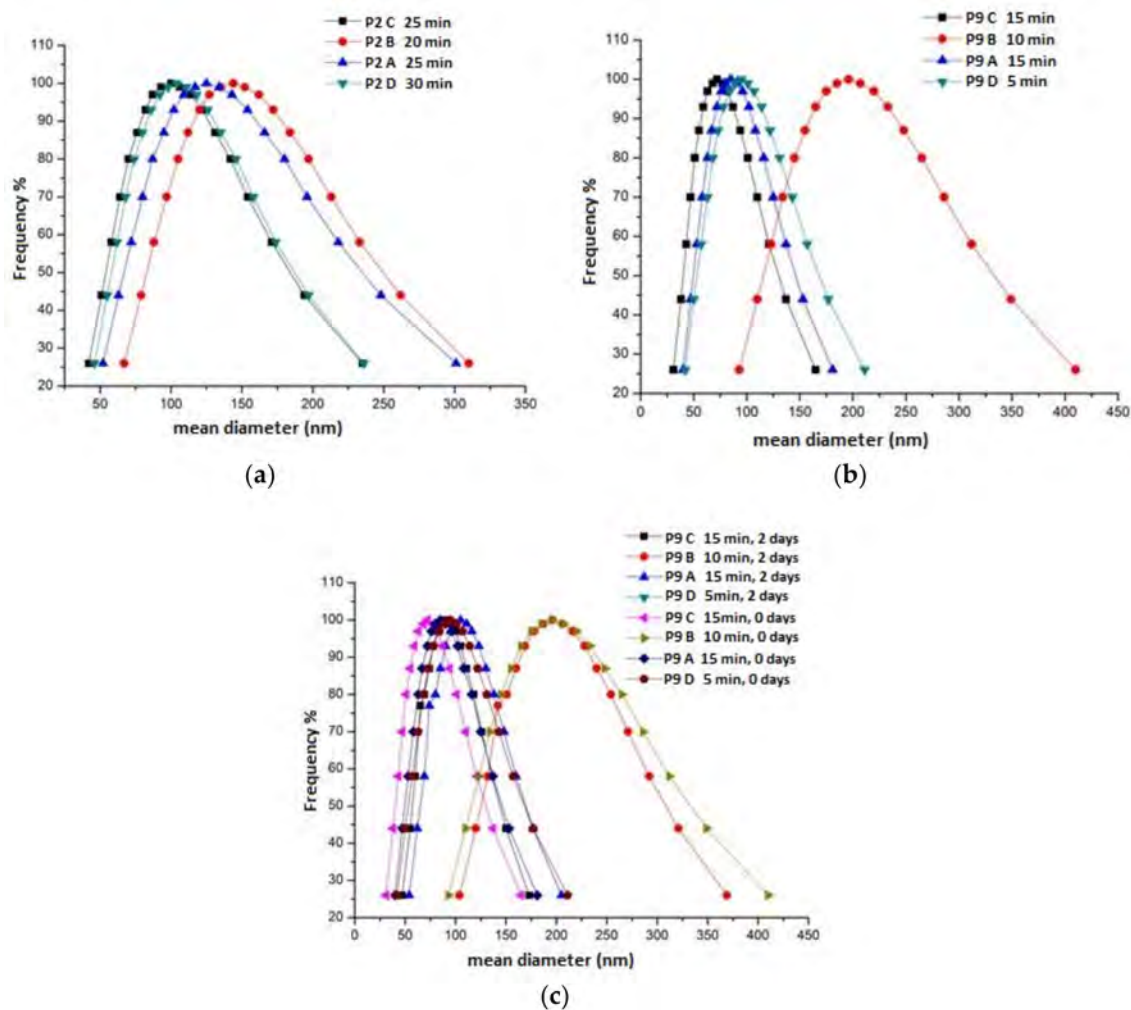 P2 C 25 min
P2 B 20 min
P2 A 25 min
P2 D 30 min
110
100
90
80
70
60
50
40
30
20
Frequency %
50 100 150 200 250 300 350
mean diameter (nm)
(a)
P9 C 15 min
P9 B 10 min
P9 A 15 min
P9 D 5 min
110
100
90
80
70
60
50
40
30
20
Frequency %
0 50 100 150 200 250 300 350 400 450
mean diameter (nm)
(b)
P9 C 15 min, 2 days
P9 B 10 min, 2 days
P9 A 15 min, 2 days
P9 D 5min, 2 days
P9 C 15min, 0 days
P9 B 10 min, 0 days
P9 A 15 min, 0 days
P9 D 5 min, 0 days
110
100
90
80
70
60
50
40
30
20
Frequency %
0 50 100 150 200 250 300 350 400 450
mean diameter (nm)
(c)